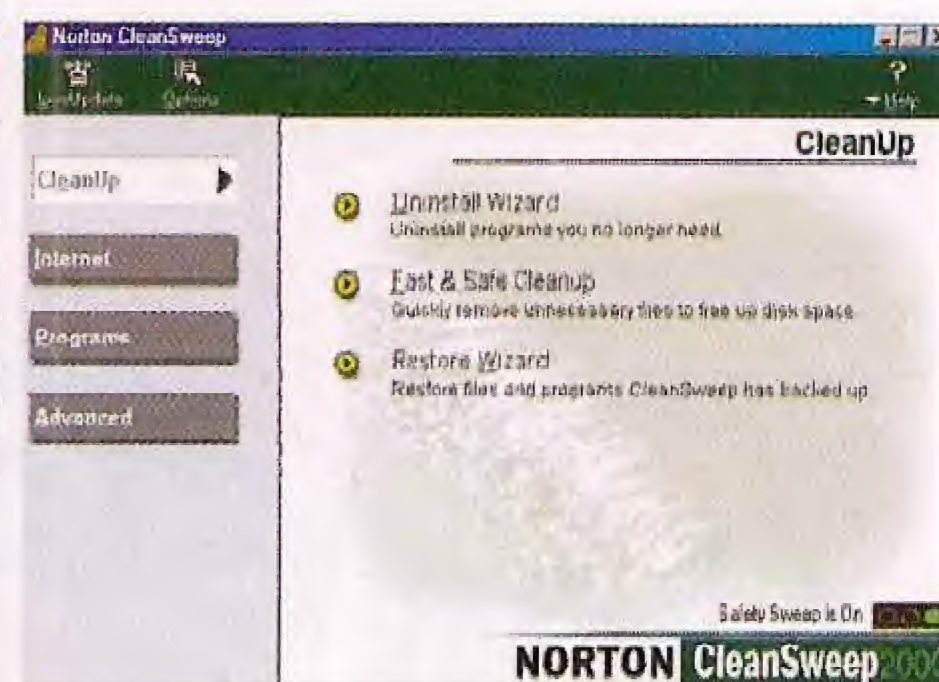 Norton CleanSweep
LiveUpdate Options Help
CleanUp
CleanUp
Internet
Programs
Advanced
Uninstall Wizard
Uninstall programs you no longer need
Fast & Safe Cleanup
Quickly remove unnecessary files to free up disk space
Restore Wizard
Restore files and programs CleanSweep has backed up
Safety Sweep is On
NORTON CleanSweep 2000